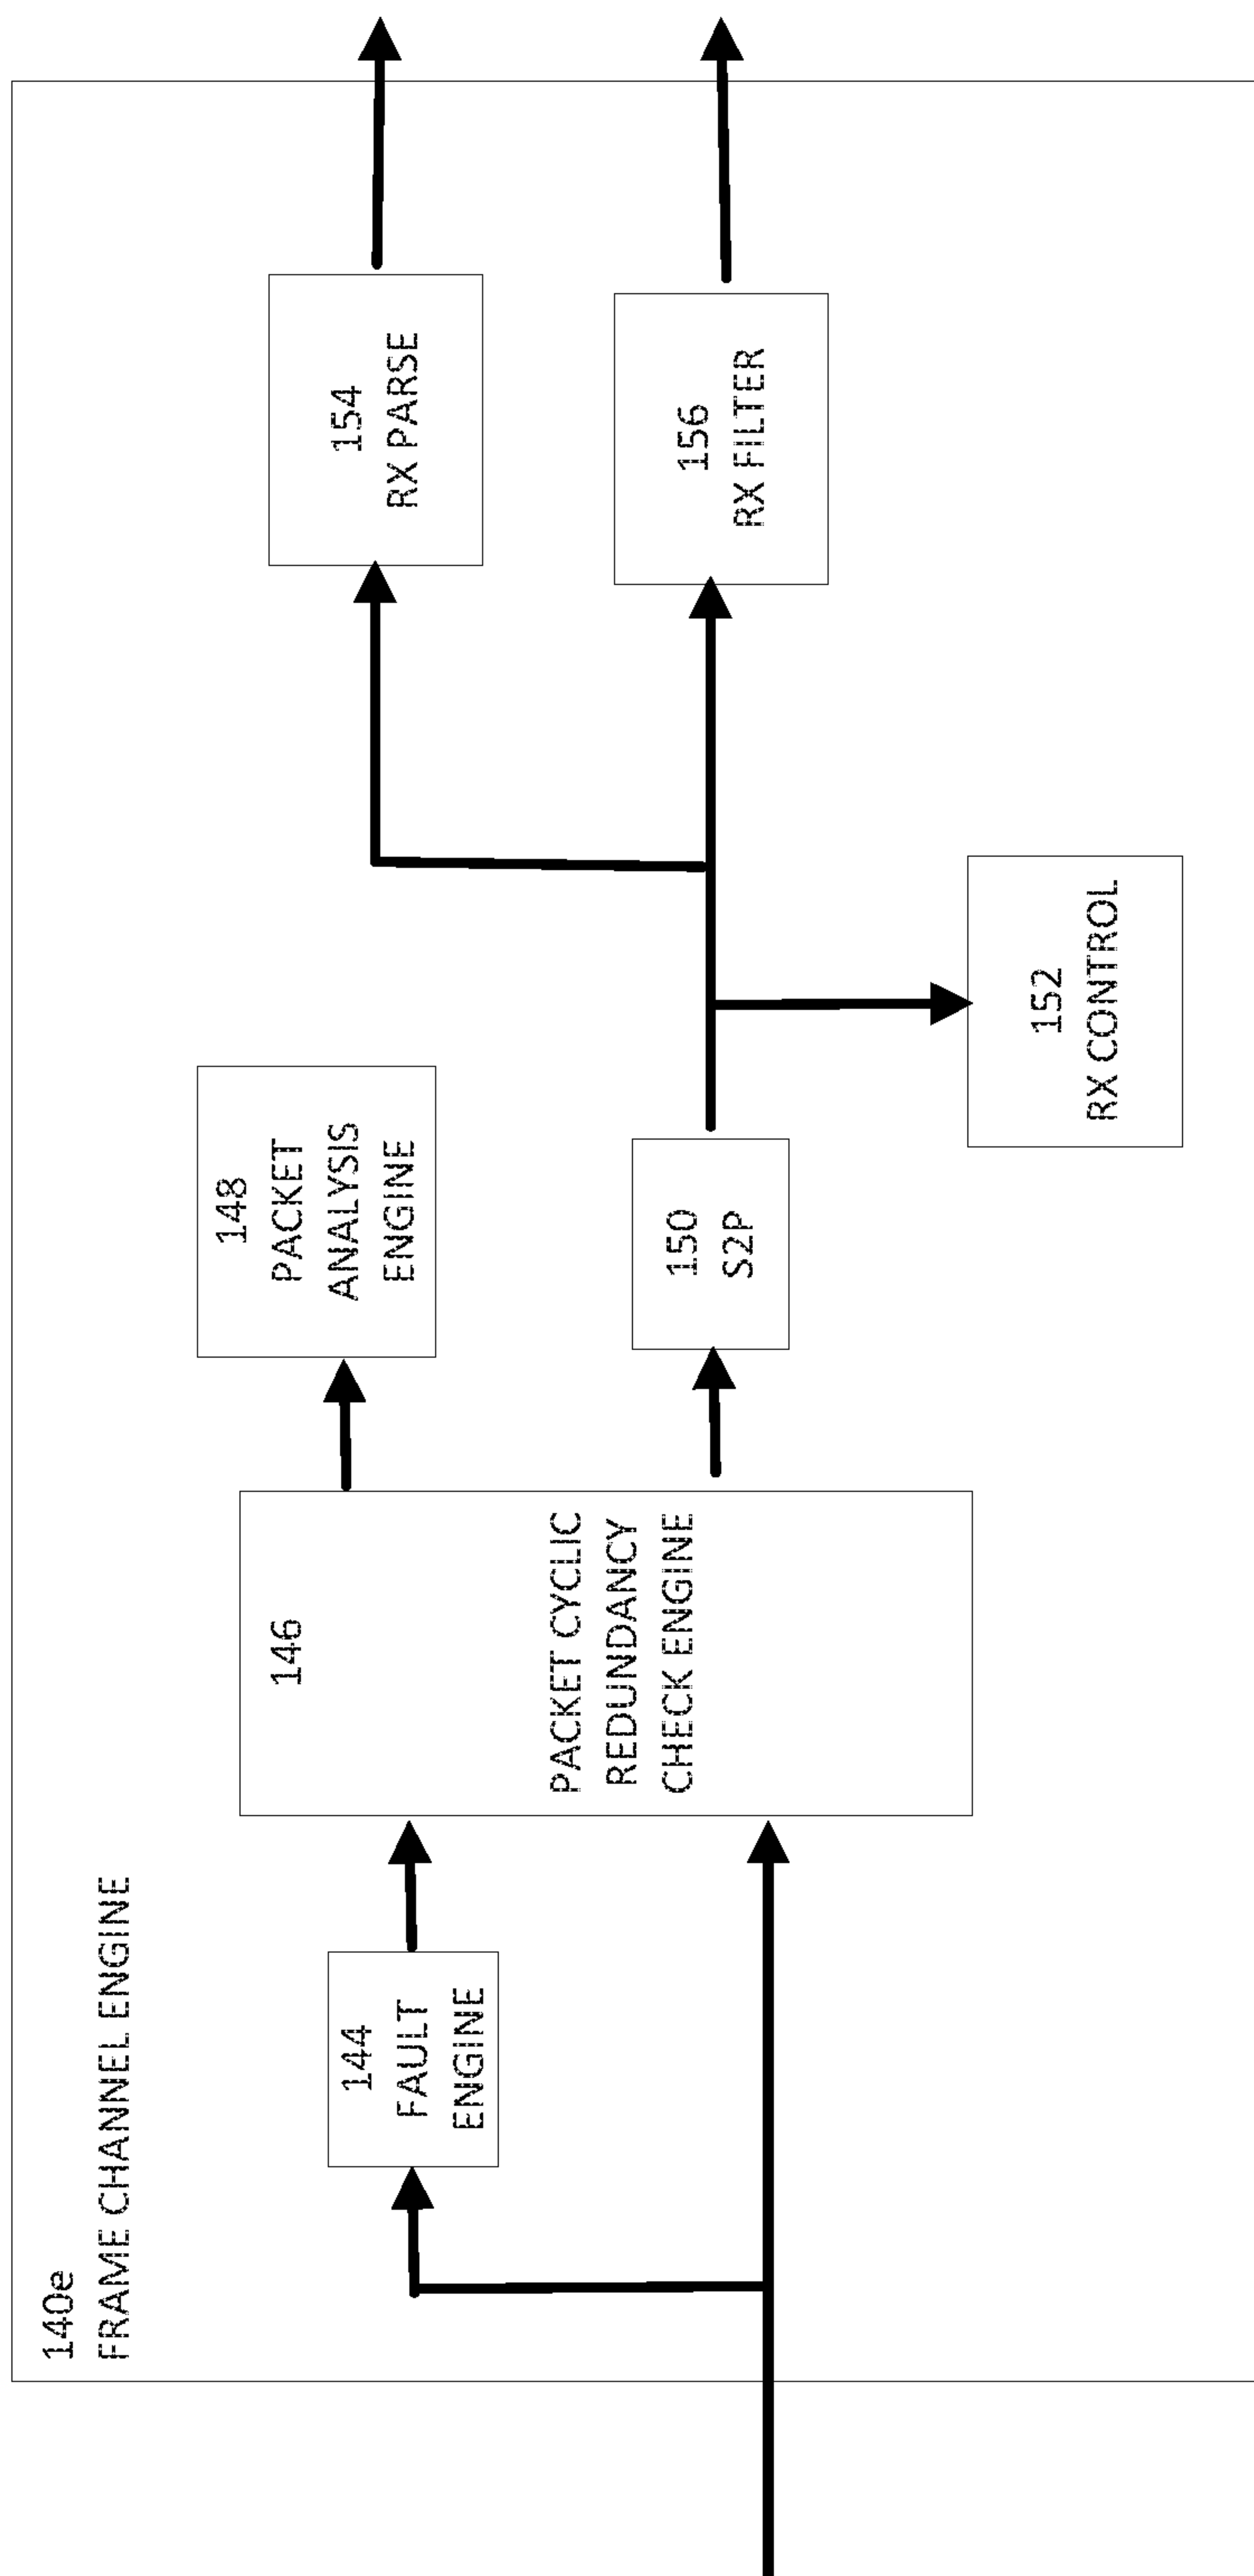 140e
FRAME CHANNEL ENGINE
144
FAULT
ENGINE
146
PACKET CYCLIC
REDUNDANCY
CHECK ENGINE
148
PACKET
ANALYSIS
ENGINE
150
S2P
152
RX CONTROL
154
RX PARSE
156
RX FILTER